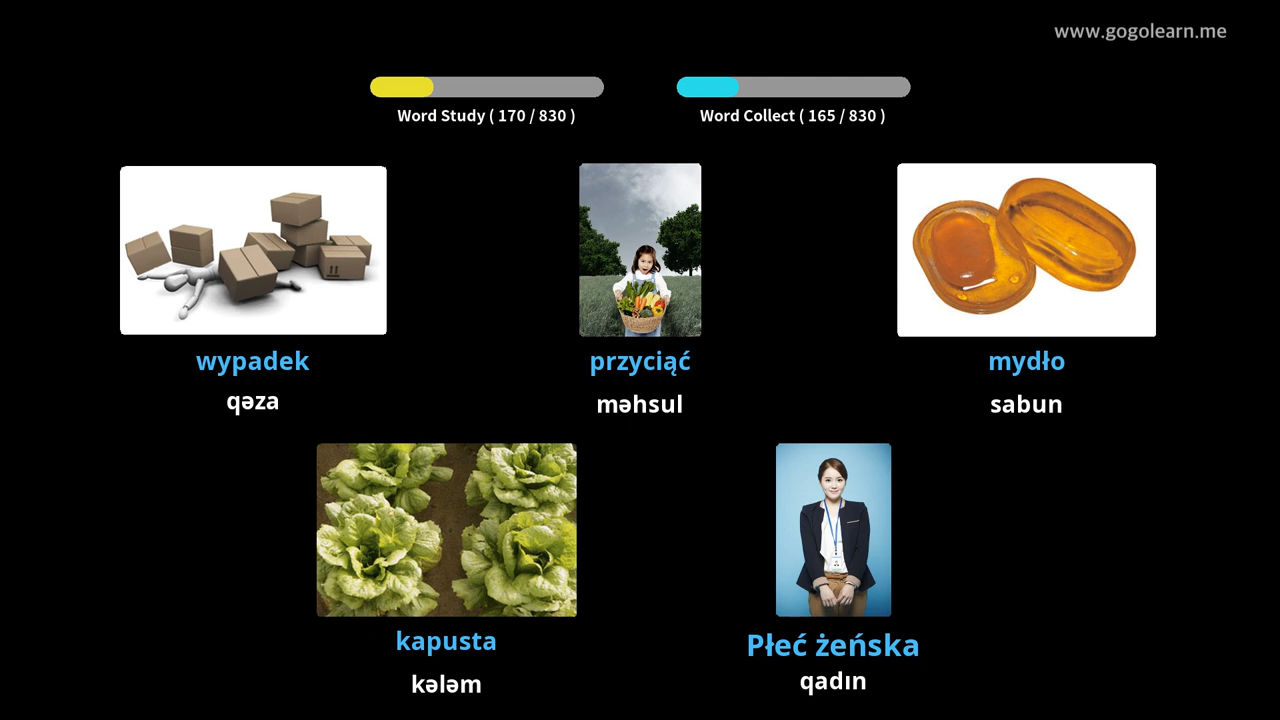 www.gogolearn.me
Word Study ( 170 / 830 )
Word Collect ( 165 / 830 )
wypadek
qəza
przyciąć
məhsul
mydło
sabun
kapusta
kələm
Płeć żeńska
qadın